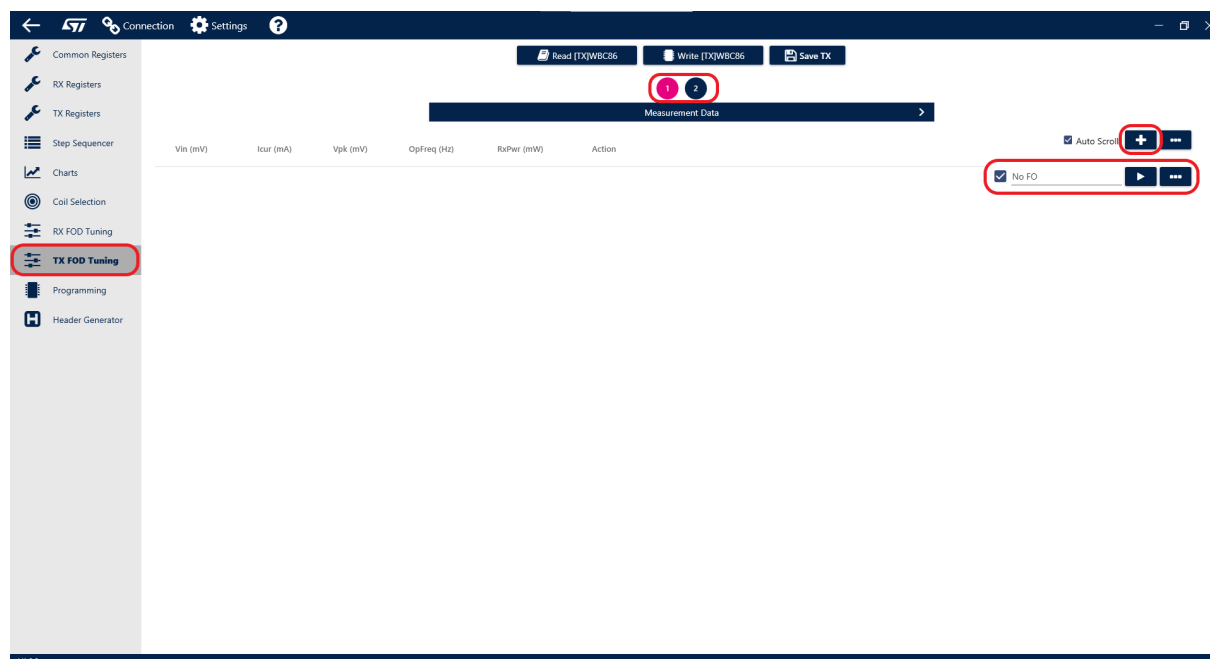 ST Connection Settings ?
Common Registers
RX Registers
TX Registers
Step Sequencer
Charts
Coil Selection
RX FOD Tuning
TX FOD Tuning
Programming
H Header Generator
Read [TX]WBC86 Write [TX]WBC86 Save TX
1 2
Measurement Data
Auto Scroll
Vin (mV) Icur (mA) Vpk (mV) OpFreq (Hz) RxPwr (mW) Action
No FO